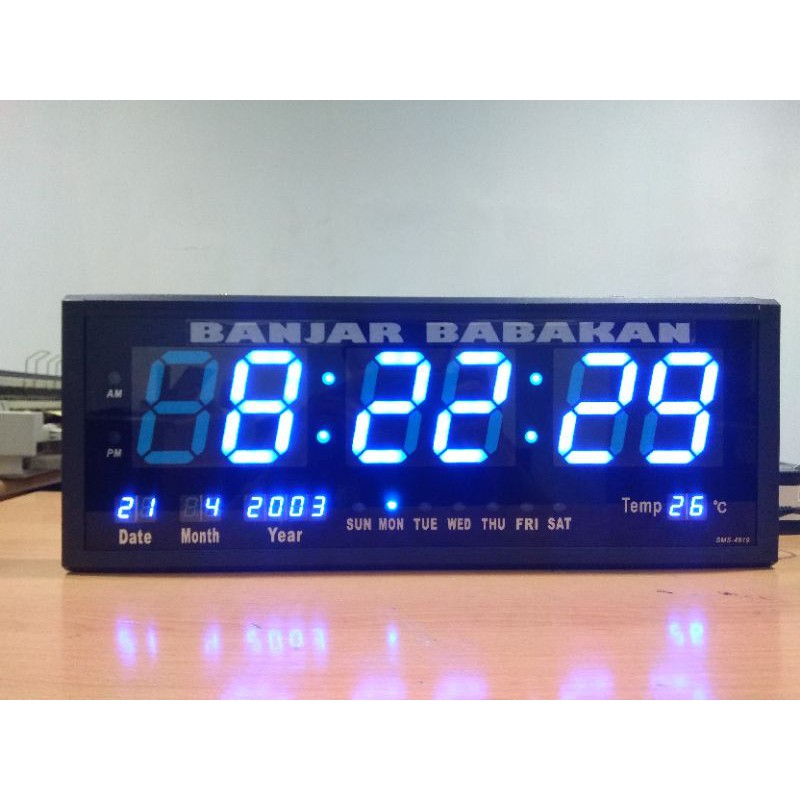 BANJAR BABAKAN
AM
8:22:29
PM
21 4 2003
Date Month Year
SUN MON TUE WED THU FRI SAT
Temp 26 °C